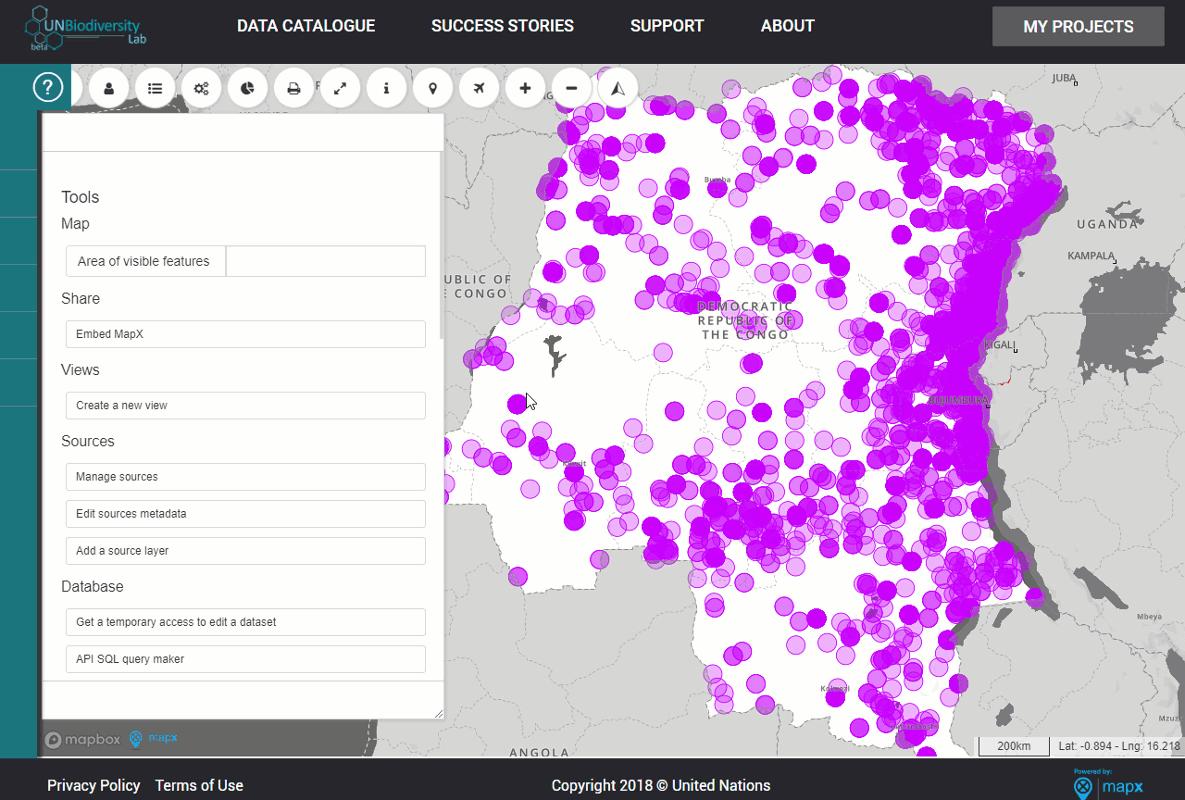 UNBiodiversity
Lab
beta
DATA CATALOGUE
SUCCESS STORIES
SUPPORT
ABOUT
MY PROJECTS
?
Tools
Map
Area of visible features
Share
Embed MapX
Views
Create a new view
Sources
Manage sources
Edit sources metadata
Add a source layer
Database
Get a temporary access to edit a dataset
API SQL query maker
JUBA
Bumba
UGANDA
KAMPALA
UBLIC OF
E CONGO
DEMOCRATIC
REPUBLIC OF
THE CONGO
KIGALI
BUJUMBURA
Mbeya
Mzuz
ANGOLA
mapbox
mapx
200km
Lat: -0.894 - Lng: 16.218
Privacy Policy
Terms of Use
Copyright 2018 © United Nations
Powered by:
mapx